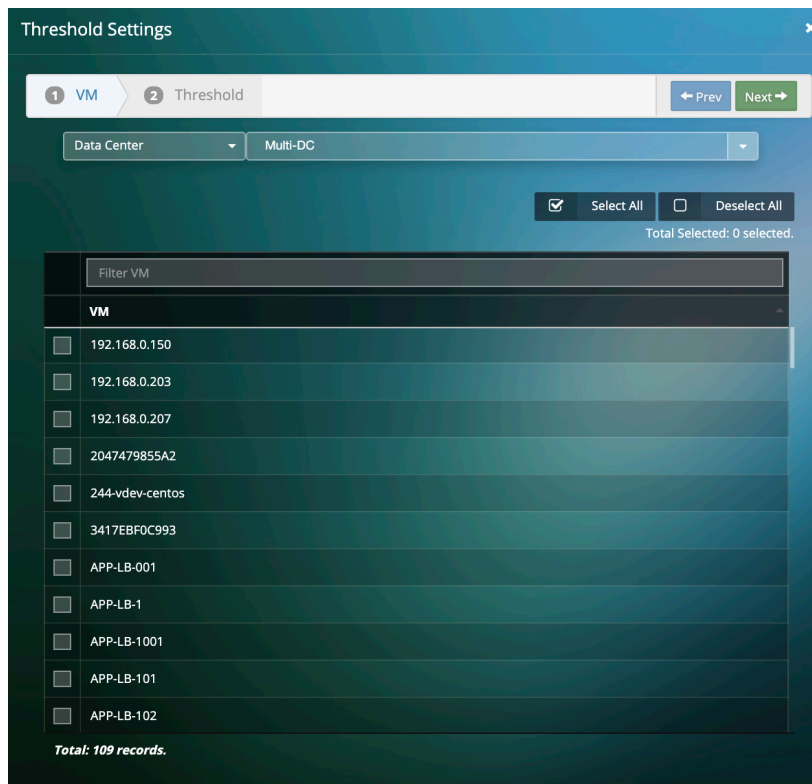 Threshold Settings
1 VM 2 Threshold Prev Next
Data Center Multi-DC
Select All Deselect All
Total Selected: 0 selected.
Filter VM
VM
192.168.0.150
192.168.0.203
192.168.0.207
2047479855A2
244-vdev-centos
3417EBF0C993
APP-LB-001
APP-LB-1
APP-LB-1001
APP-LB-101
APP-LB-102
Total: 109 records.